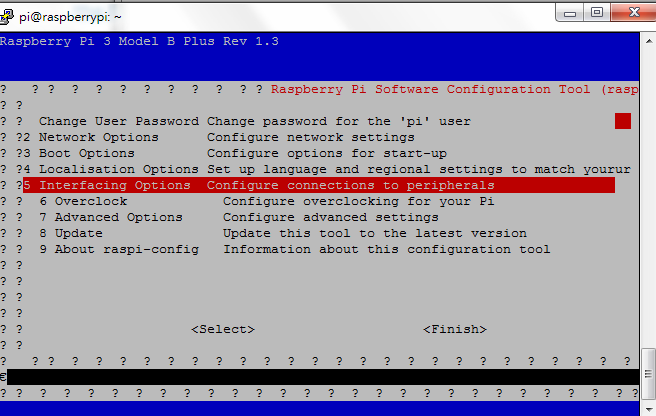 pi@raspberrypi: ~
Raspberry Pi 3 Model B Plus Rev 1.3
? ? ? ? ? ? ? ? ? ? Raspberry Pi Software Configuration Tool (rasp
? ?
? ? Change User Password Change password for the 'pi' user
? ?2 Network Options Configure network settings
? ?3 Boot Options Configure options for start-up
? ?4 Localisation Options Set up language and regional settings to match yourur
? ?5 Interfacing Options Configure connections to peripherals
? ? 6 Overclock Configure overclocking for your Pi
? ? 7 Advanced Options Configure advanced settings
? ? 8 Update Update this tool to the latest version
? ? 9 About raspi-config Information about this configuration tool
? ?
? ?
? ?
? ?
? ? <Select> <Finish>
? ?
? ? ? ? ? ? ? ? ? ? ? ? ? ? ? ? ? ? ? ? ? ? ? ? ? ?
€
? ? ? ? ? ? ? ? ? ? ? ? ? ? ? ? ? ? ? ? ? ? ? ? ? ? ? ?